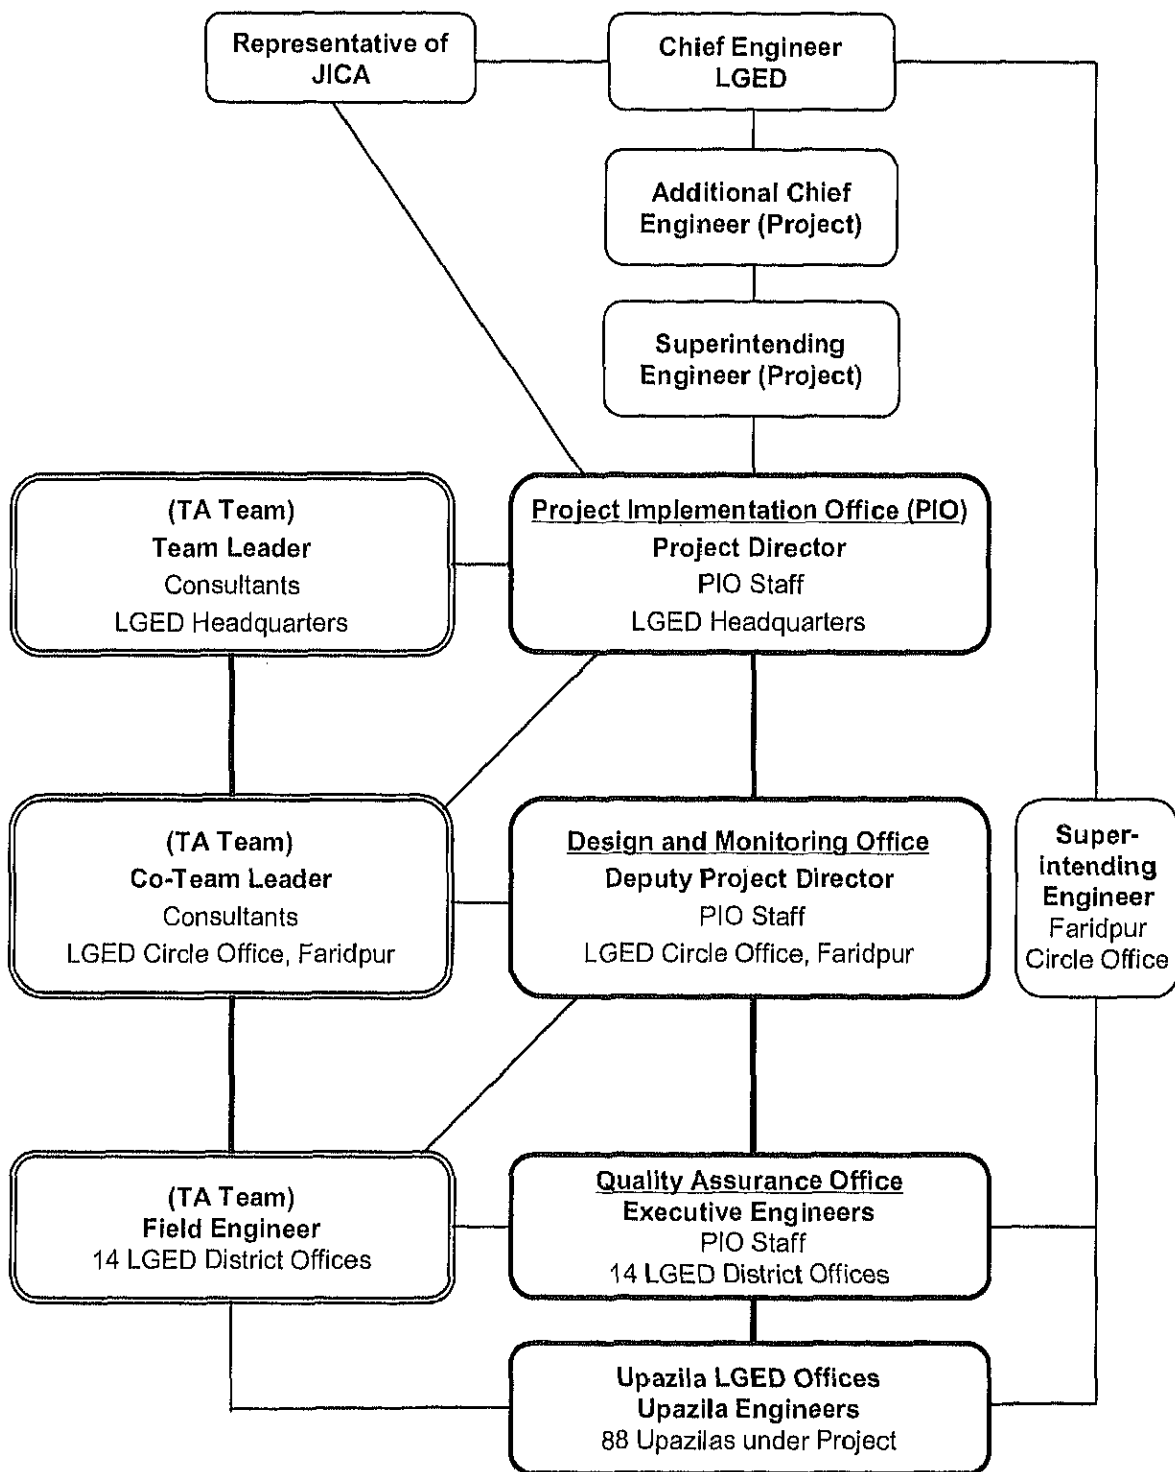 Representative of
JICA
Chief Engineer
LGED
Additional Chief
Engineer (Project)
Superintending
Engineer (Project)
(TA Team)
Team Leader
Consultants
LGED Headquarters
Project Implementation Office (PIO)
Project Director
PIO Staff
LGED Headquarters
(TA Team)
Co-Team Leader
Consultants
LGED Circle Office, Faridpur
Design and Monitoring Office
Deputy Project Director
PIO Staff
LGED Circle Office, Faridpur
Super-
intending
Engineer
Faridpur
Circle Office
(TA Team)
Field Engineer
14 LGED District Offices
Quality Assurance Office
Executive Engineers
PIO Staff
14 LGED District Offices
Upazila LGED Offices
Upazila Engineers
88 Upazilas under Project